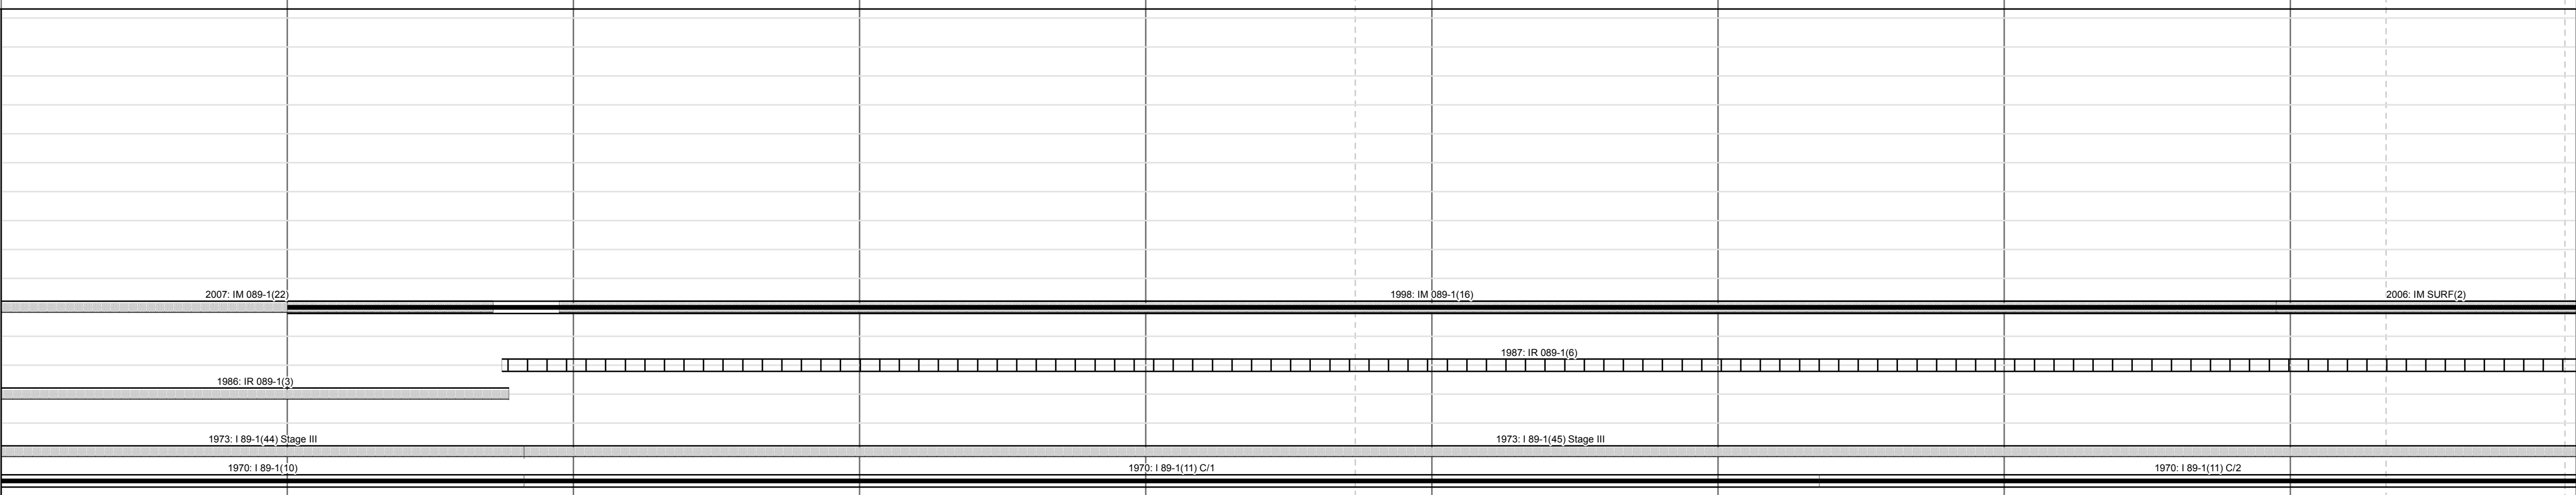 2007: IM 089-1(22)
1998: IM 089-1(16)
2006: IM SURF(2)
1987: IR 089-1(6)
1986: IR 089-1(3)
1973: I 89-1(44) Stage III
1973: I 89-1(45) Stage III
1970: I 89-1(10)
1970: I 89-1(11) C/1
1970: I 89-1(11) C/2